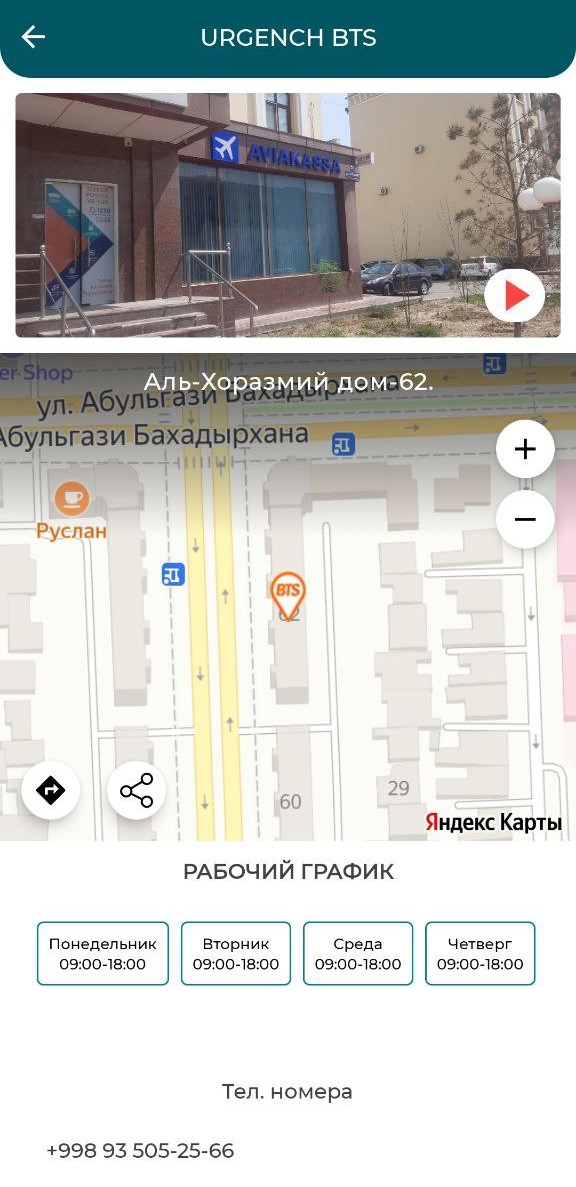 URGENCH BTS
AVIAKASSA
er Shop
Аль-Хоразмий дом-62.
ул. Абульгази Бахадырхана
Абульгази Бахадырхана
Руслан
BTS
62
60
29
Яндекс Карты
РАБОЧИЙ ГРАФИК
Понедельник
09:00-18:00
Вторник
09:00-18:00
Среда
09:00-18:00
Четверг
09:00-18:00
Тел. номера
+998 93 505-25-66